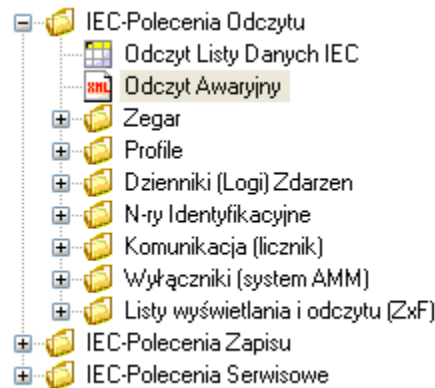 IEC-Polecenia Odczytu
Odczyt Listy Danych IEC
XML Odczyt Awaryjny
Zegar
Profile
Dzienniki (Logi) Zdarzen
N-ry Identyfikacyjne
Komunikacja (licznik)
Wyłączniki (system AMM)
Listy wyświetlania i odczytu (ZxF)
IEC-Polecenia Zapisu
IEC-Polecenia Serwisowe